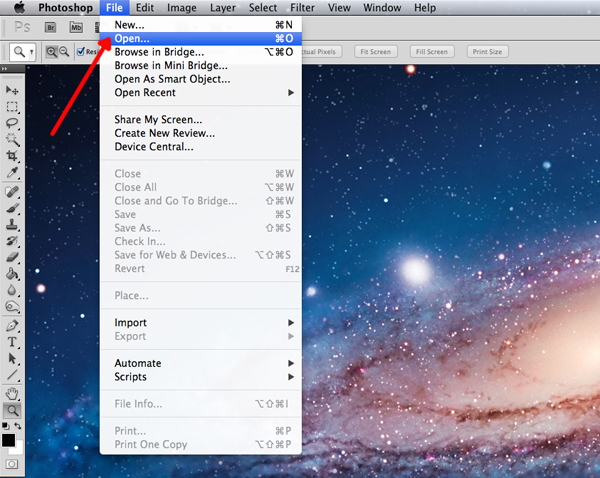 Photoshop File Edit Image Layer Select Filter View Window Help
Ps Br Mb
Actual Pixels Fit Screen Fill Screen Print Size
New... ⌘N
Open... ⌘O
Browse in Bridge... ⌥⌘O
Browse in Mini Bridge...
Open As Smart Object...
Open Recent
Share My Screen...
Create New Review...
Device Central...
Close ⌘W
Close All ⌥⌘W
Close and Go To Bridge... ⇧⌘W
Save ⌘S
Save As... ⇧⌘S
Check In...
Save for Web & Devices... ⌥⇧⌘S
Revert F12
Place...
Import
Export
Automate
Scripts
File Info... ⌥⇧⌘I
Print... ⌘P
Print One Copy ⌥⇧⌘P